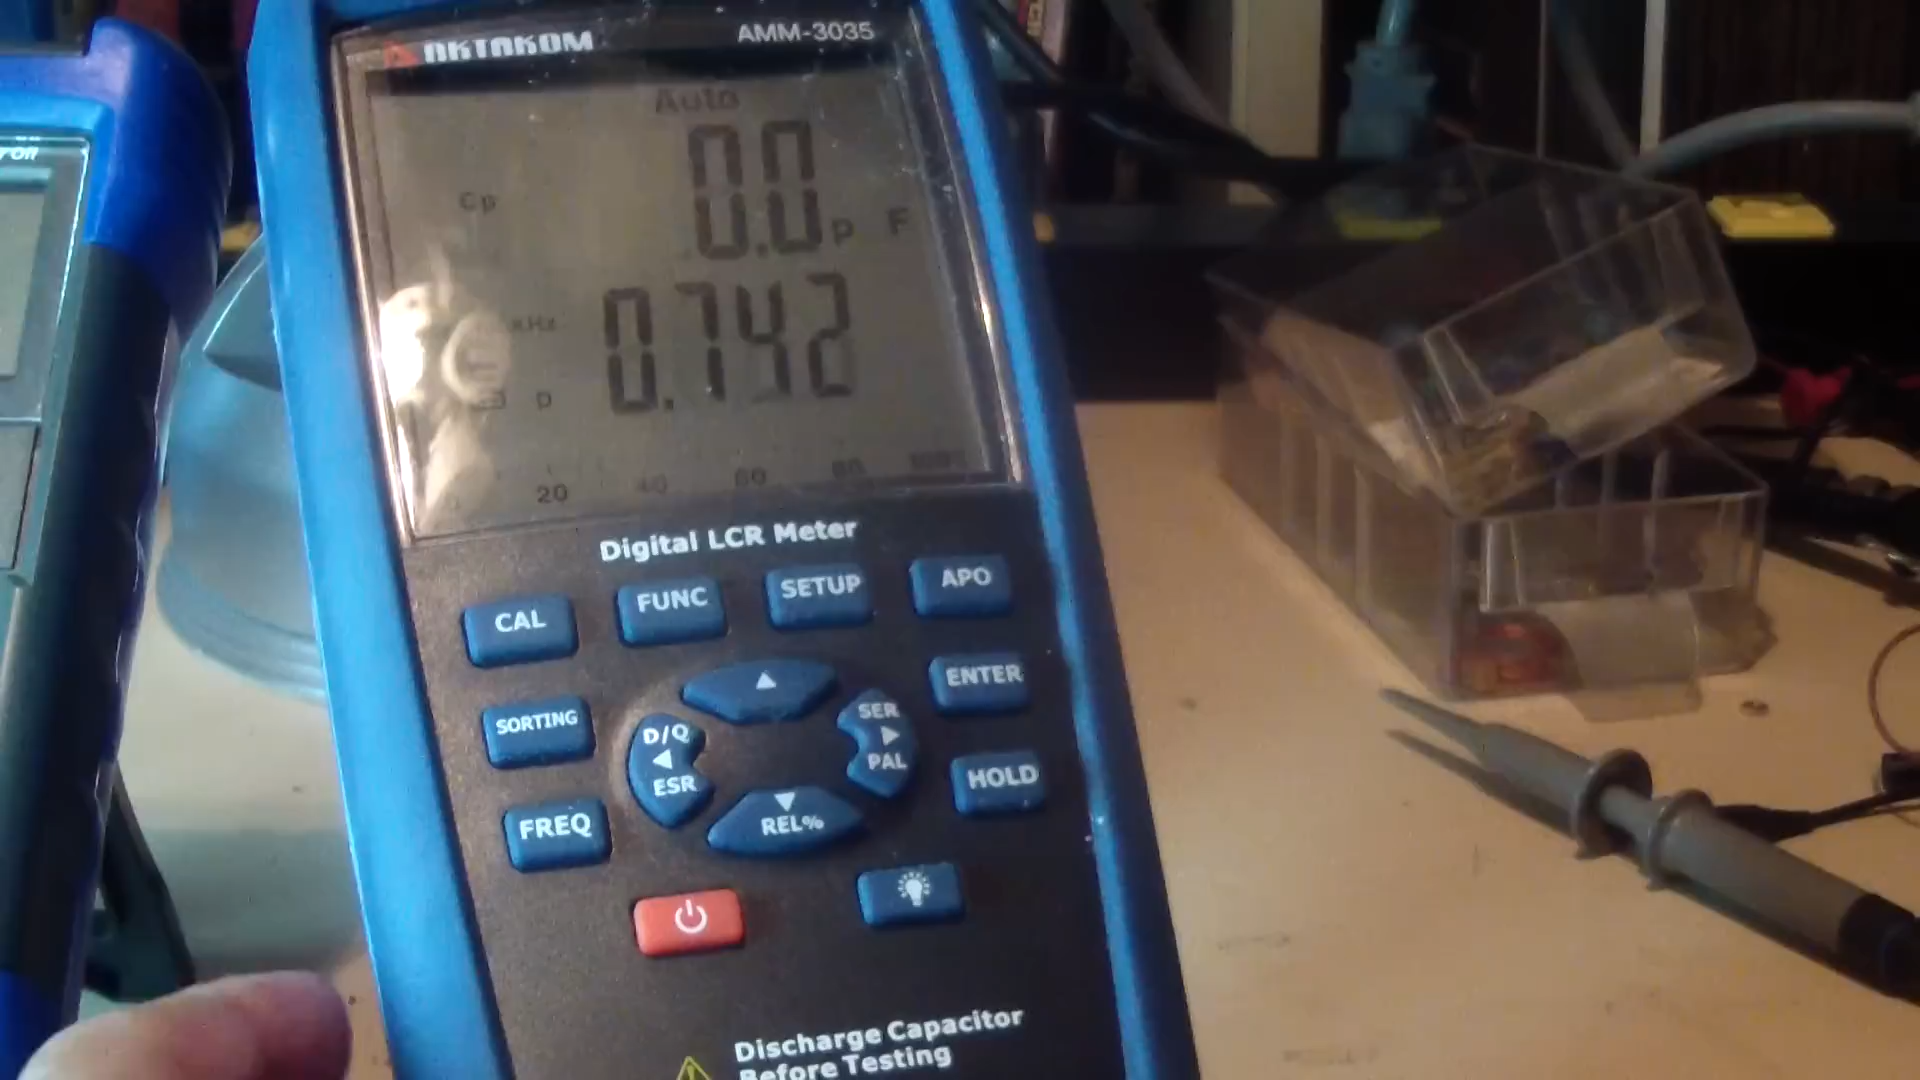 AKTAKOM AMM-3035
Auto
Cp 0.0 p F
kHz 0.742
D
20 40 60 80 100%
Digital LCR Meter
CAL FUNC SETUP APO
ENTER
SORTING D/Q SER
ESR PAL
HOLD
FREQ REL%
Discharge Capacitor
Before Testing